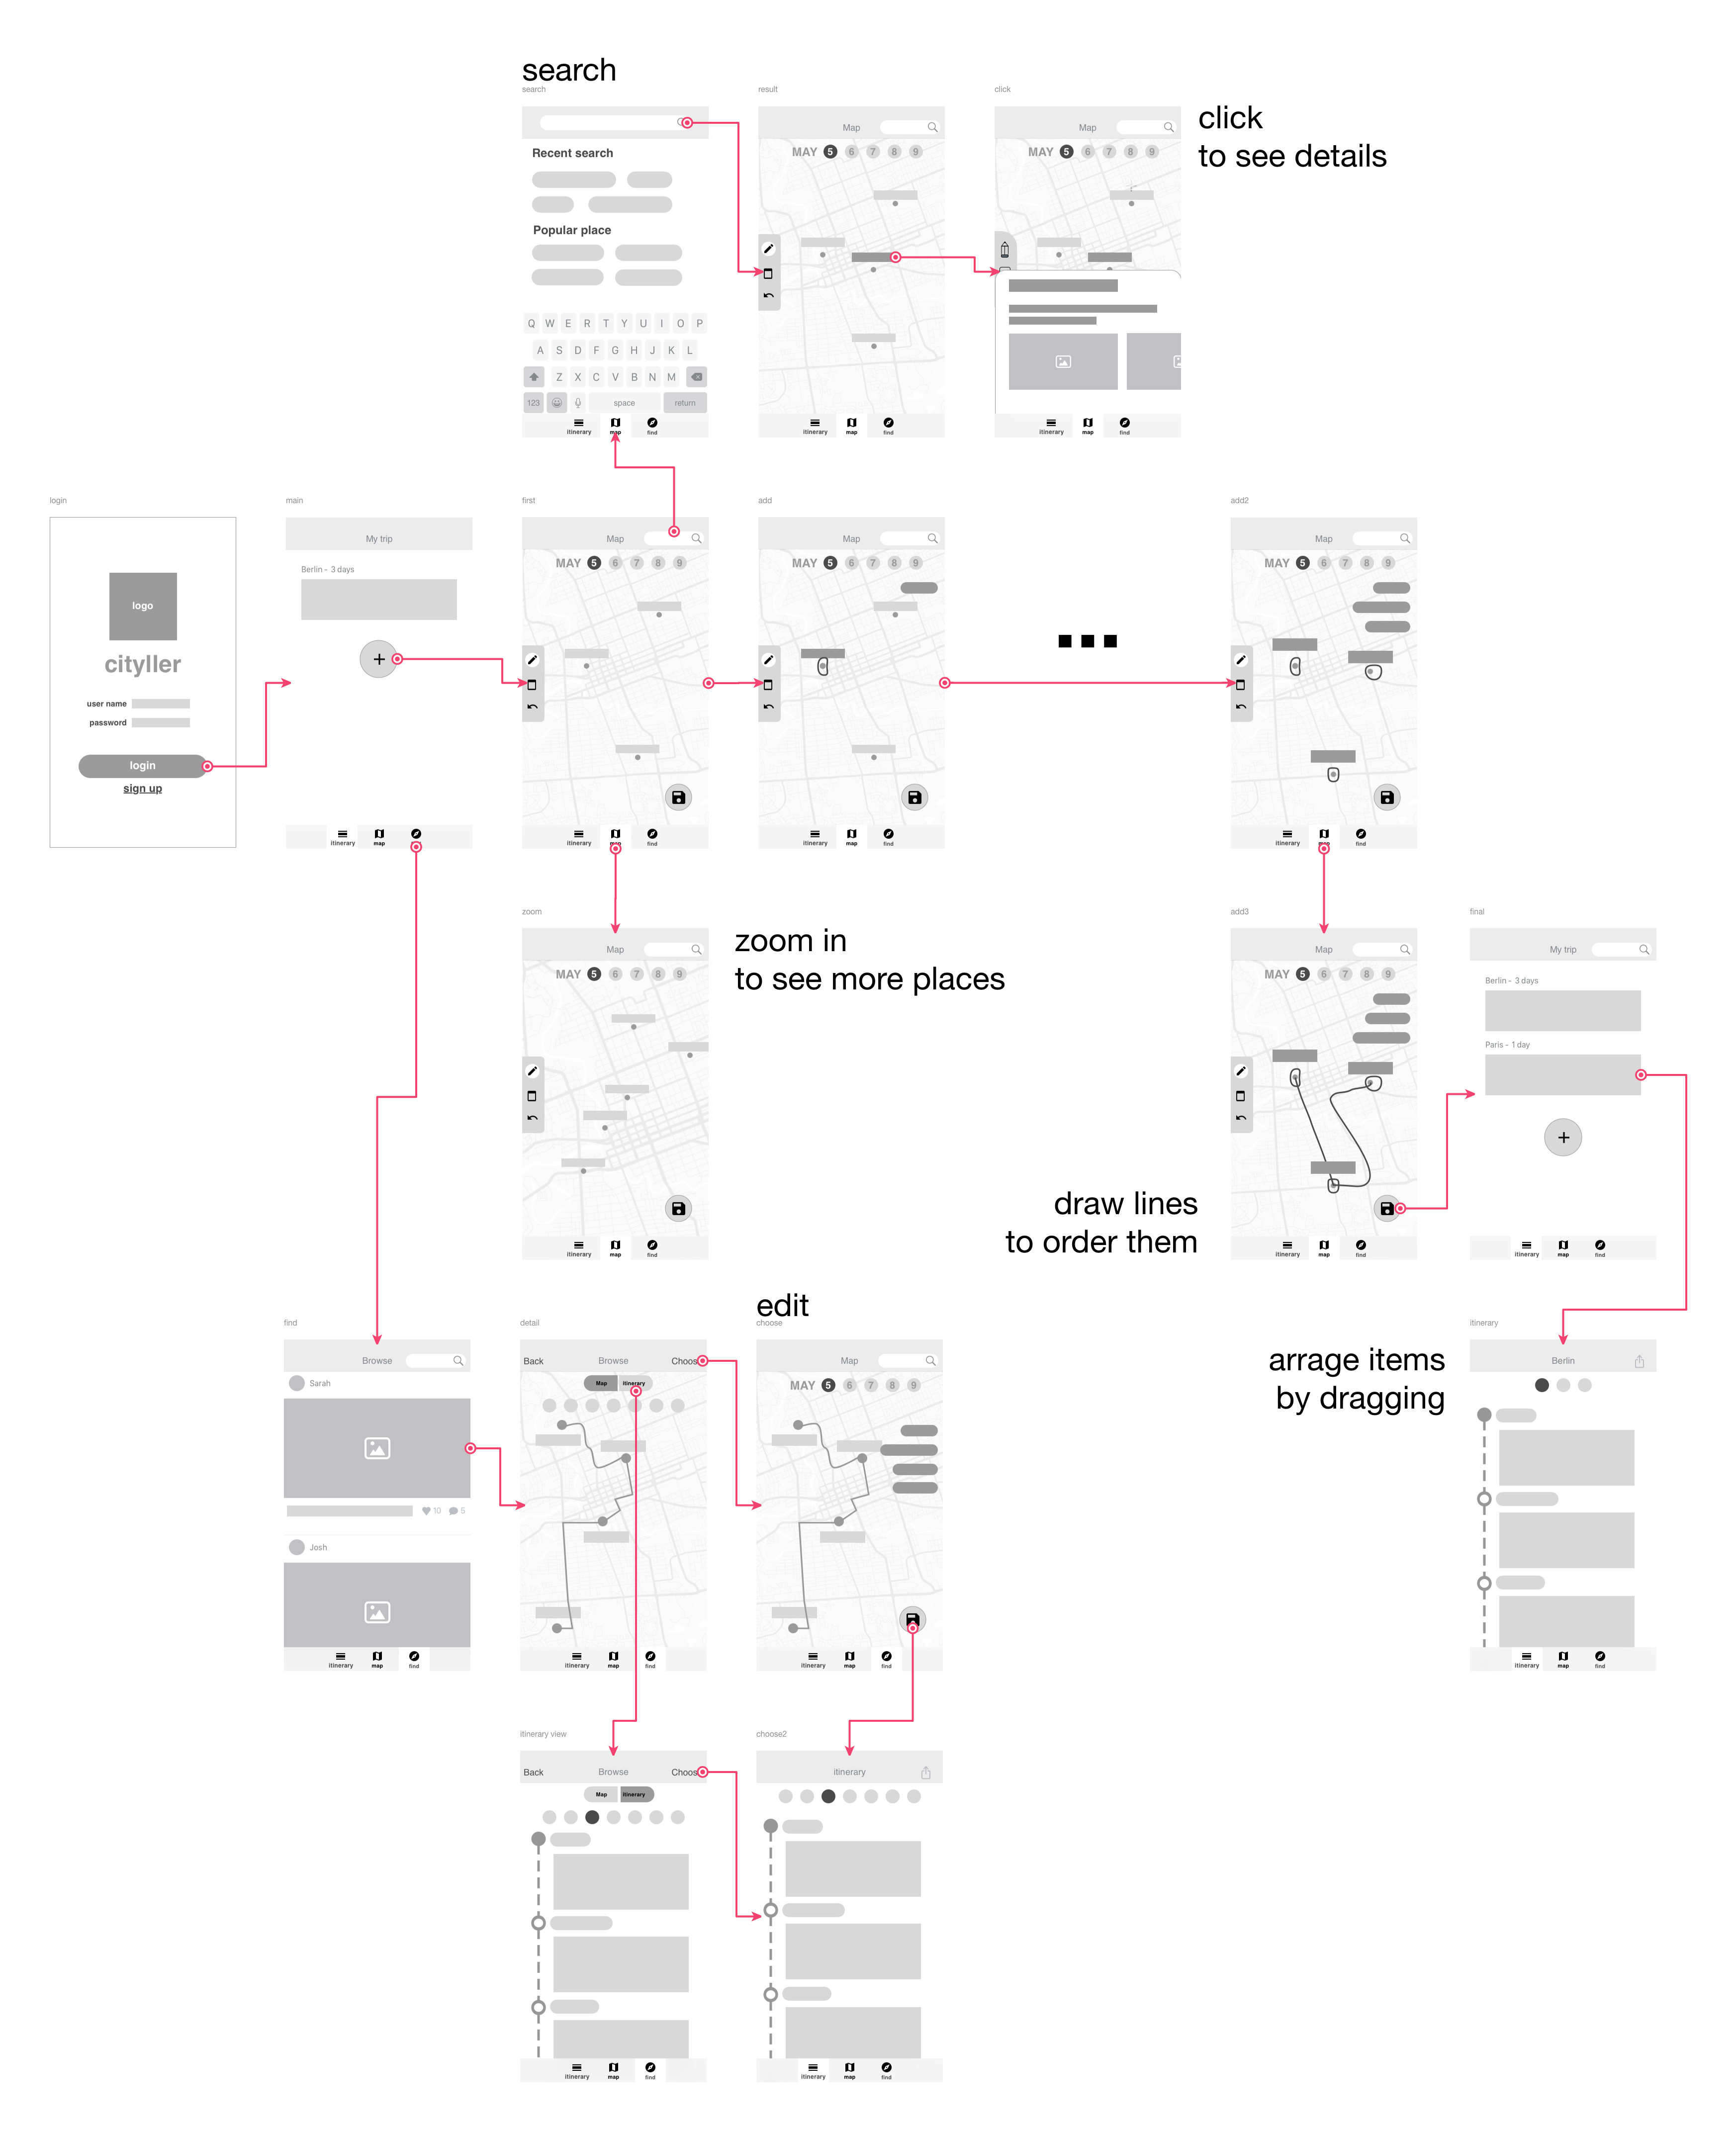 search
search
Recent search
Popular place
Q W E R T Y U I O P
A S D F G H J K L
Z X C V B N M
123 space return
itinerary map find
result
Map
MAY 5 6 7 8 9
itinerary map find
click
Map
MAY 5 6 7 8 9
itinerary map find
click
to see details
login
logo
cityller
user name
password
login
sign up
main
My trip
Berlin - 3 days
+
itinerary map
first
Map
MAY 5 6 7 8 9
itinerary map find
add
Map
MAY 5 6 7 8 9
itinerary map find
add2
Map
MAY 5 6 7 8 9
itinerary map find
zoom
Map
MAY 5 6 7 8 9
itinerary map find
zoom in
to see more places
add3
Map
MAY 5 6 7 8 9
itinerary map find
draw lines
to order them
final
My trip
Berlin - 3 days
Paris - 1 day
+
itinerary map find
find
Browse
Sarah
10 5
Josh
itinerary map find
detail
Back Browse Choos
Map itinerary
itinerary map find
edit
choose
Map
MAY 5 6 7 8 9
itinerary map find
arrage items
by dragging
itinerary
Berlin
itinerary map find
itinerary view
Back Browse Choos
Map itinerary
itinerary map find
choose2
itinerary
itinerary map find